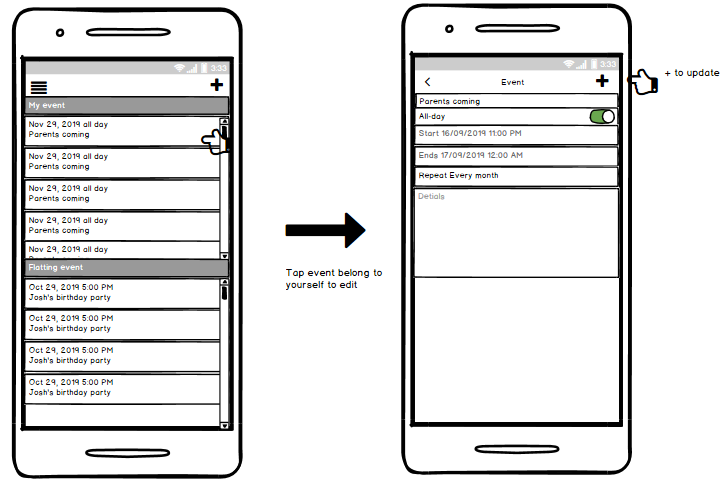 3:33
My event
Nov 29, 2019 all day
Parents coming
Nov 29, 2019 all day
Parents coming
Nov 29, 2019 all day
Parents coming
Nov 29, 2019 all day
Parents coming
Nov 29, 2019 all day
Flatting event
Oct 29, 2019 5:00 PM
Josh's birthday party
Oct 29, 2019 5:00 PM
Josh's birthday party
Oct 29, 2019 5:00 PM
Josh's birthday party
Oct 29, 2019 5:00 PM
Josh's birthday party
Tap event belong to
yourself to edit
3:33
Event
Parents coming
All-day
Start 16/09/2019 11:00 PM
Ends 17/09/2019 12:00 AM
Repeat Every month
Detials
+ to update